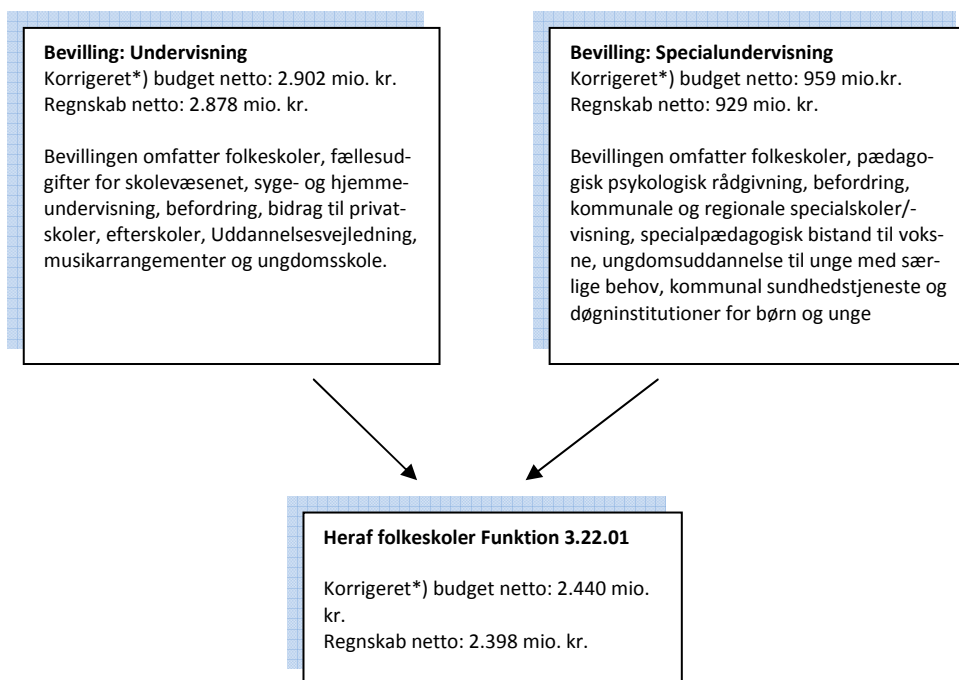 Bevilling: Undervisning
Korrigeret*) budget netto: 2.902 mio. kr.
Regnskab netto: 2.878 mio. kr.
Bevillingen omfatter folkeskoler, fællesud-
gifter for skolevæsenet, syge- og hjemme-
undervisning, befordring, bidrag til privat-
skoler, efterskoler, Uddannelsesvejledning,
musikarrangementer og ungdomsskole.
Bevilling: Specialundervisning
Korrigeret*) budget netto: 959 mio.kr.
Regnskab netto: 929 mio. kr.
Bevillingen omfatter folkeskoler, pædago-
gisk psykologisk rådgivning, befordring,
kommunale og regionale specialskoler/-
visning, specialpædagogisk bistand til voks-
ne, ungdomsuddannelse til unge med sær-
lige behov, kommunal sundhedstjeneste og
døgninstitutioner for børn og unge
Heraf folkeskoler Funktion 3.22.01
Korrigeret*) budget netto: 2.440 mio.
kr.
Regnskab netto: 2.398 mio. kr.